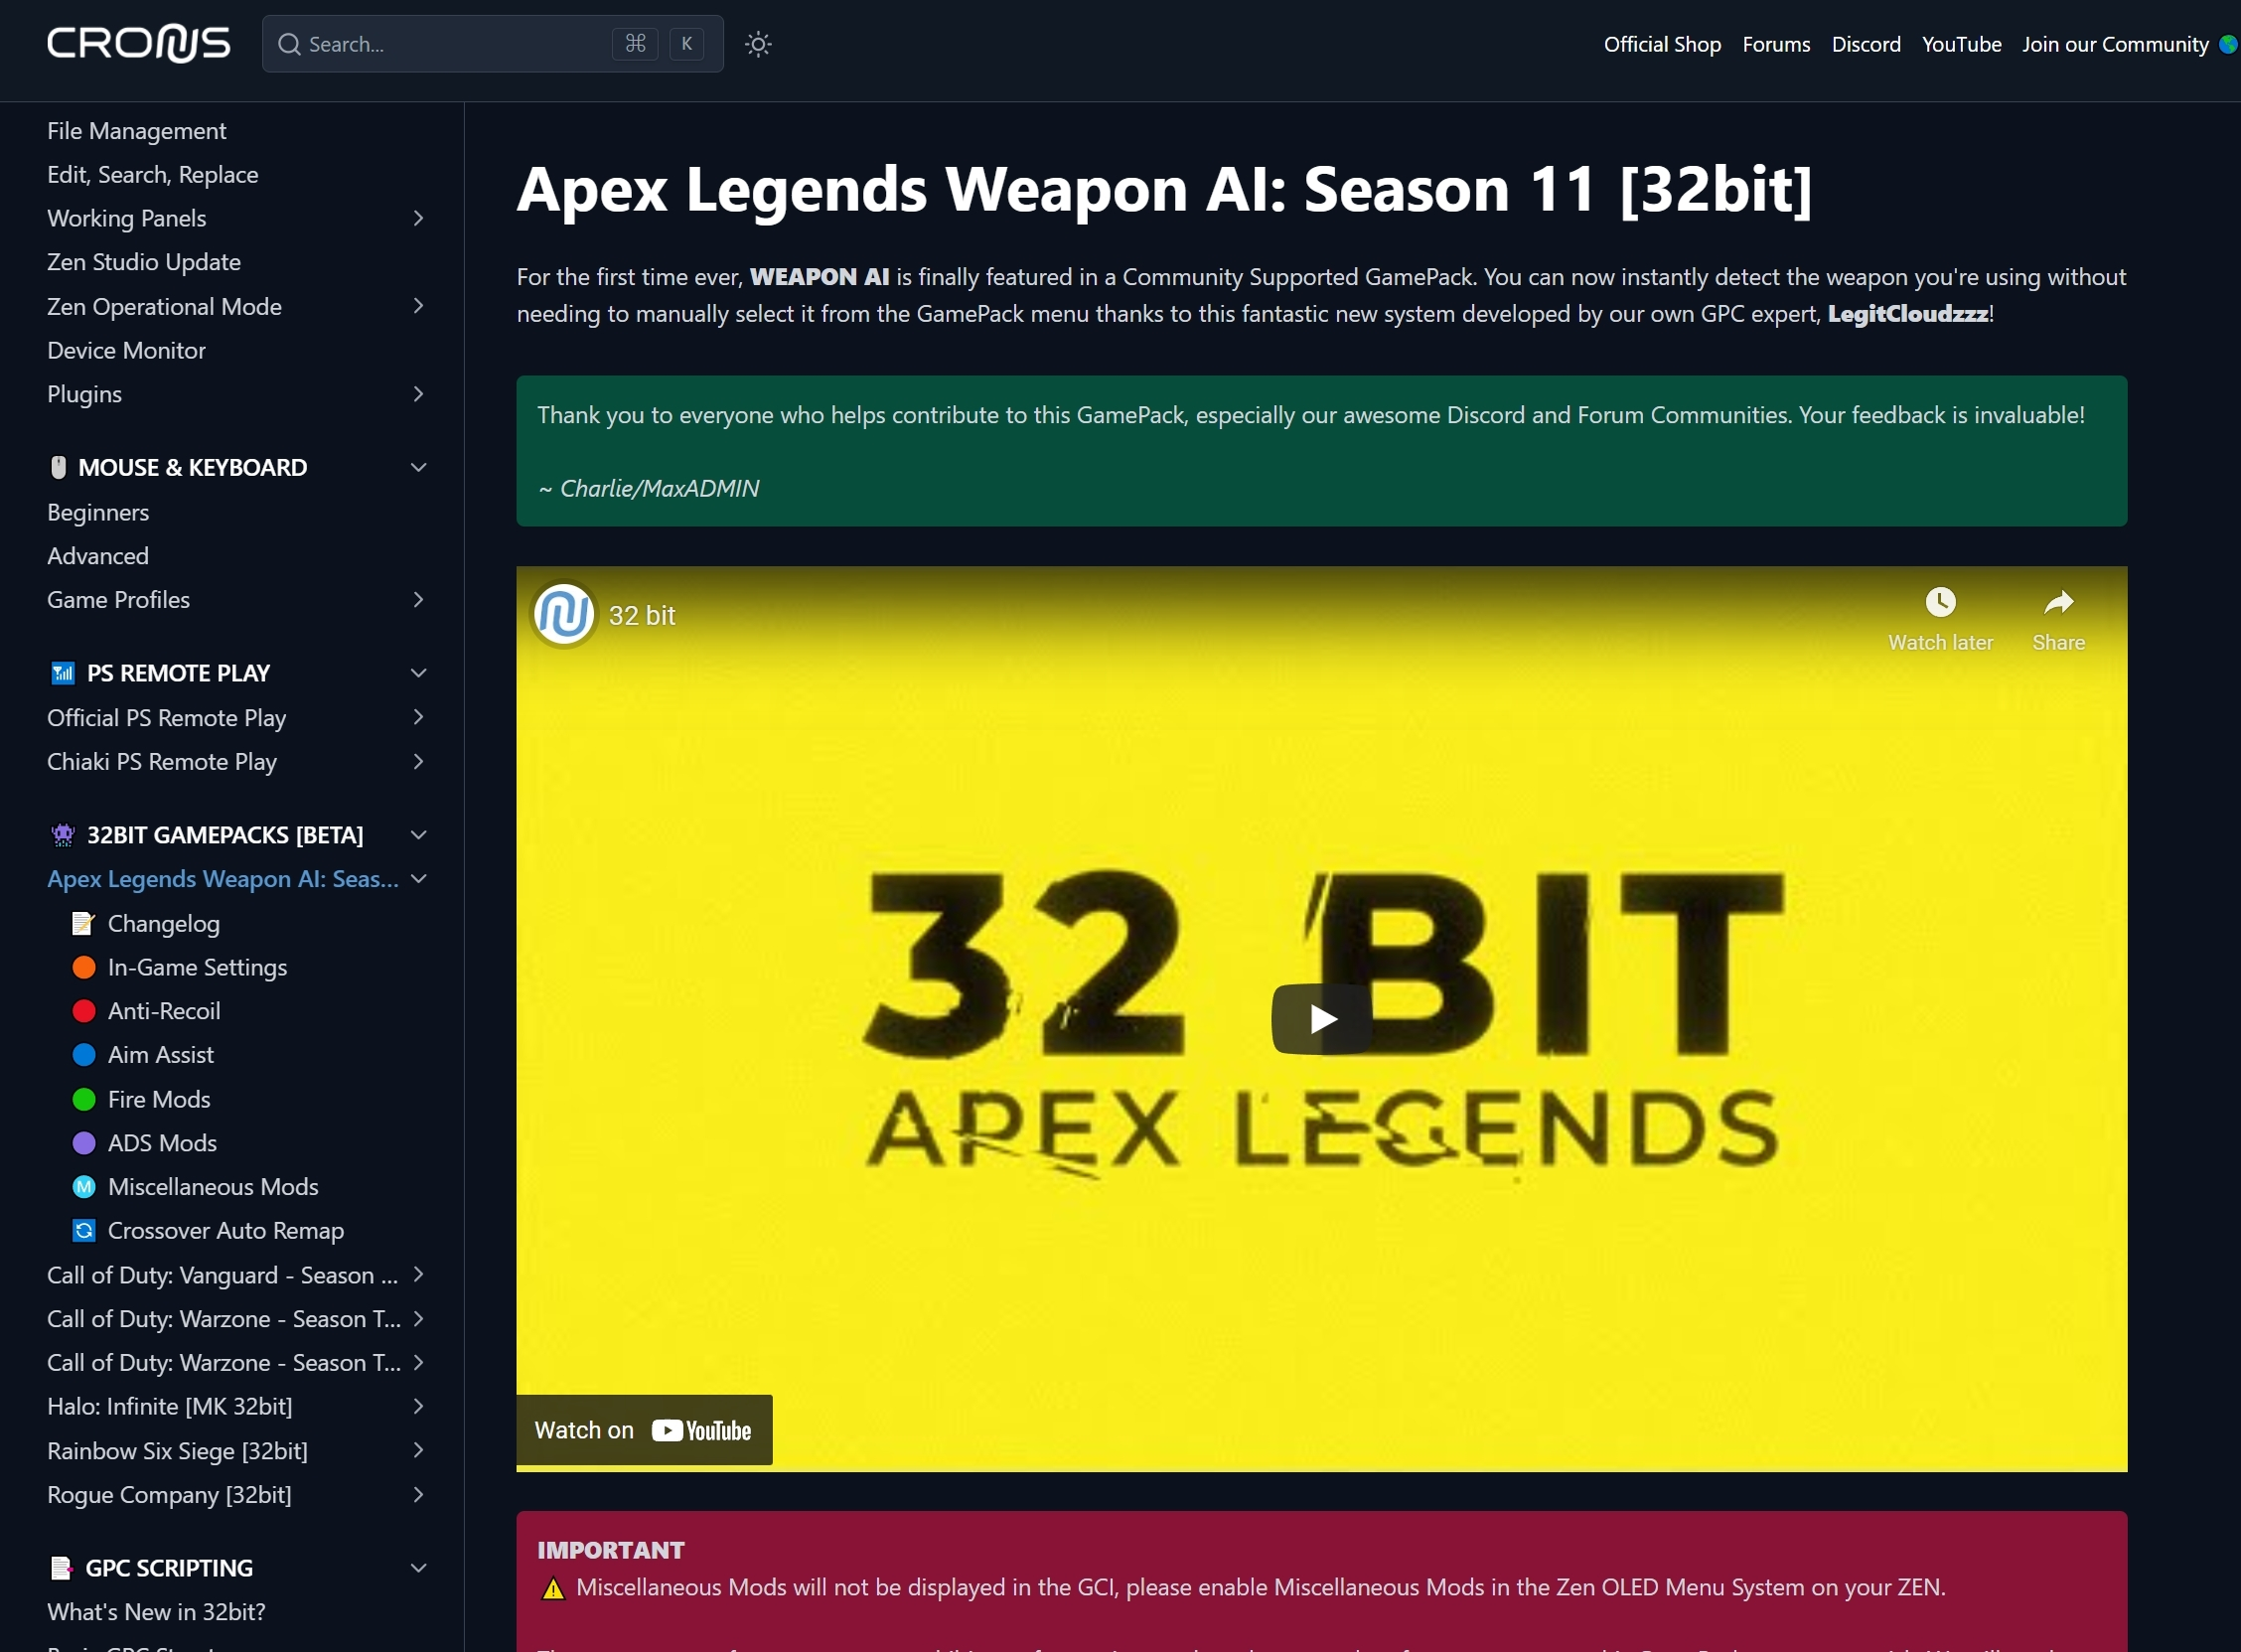 CRONUS
Search...
⌘ K
Official Shop Forums Discord YouTube Join our Community
File Management
Edit, Search, Replace
Working Panels
Zen Studio Update
Zen Operational Mode
Device Monitor
Plugins
MOUSE & KEYBOARD
Beginners
Advanced
Game Profiles
PS REMOTE PLAY
Official PS Remote Play
Chiaki PS Remote Play
32BIT GAMEPACKS [BETA]
Apex Legends Weapon AI: Seas...
Changelog
In-Game Settings
Anti-Recoil
Aim Assist
Fire Mods
ADS Mods
M Miscellaneous Mods
Crossover Auto Remap
Call of Duty: Vanguard - Season ...
Call of Duty: Warzone - Season T...
Call of Duty: Warzone - Season T...
Halo: Infinite [MK 32bit]
Rainbow Six Siege [32bit]
Rogue Company [32bit]
GPC SCRIPTING
What's New in 32bit?
Apex Legends Weapon AI: Season 11 [32bit]
For the first time ever, WEAPON AI is finally featured in a Community Supported GamePack. You can now instantly detect the weapon you're using without
needing to manually select it from the GamePack menu thanks to this fantastic new system developed by our own GPC expert, LegitCloudzzz!
Thank you to everyone who helps contribute to this GamePack, especially our awesome Discord and Forum Communities. Your feedback is invaluable!
~ Charlie/MaxADMIN
32 bit
Watch later
Share
32 BIT
APEX LEGENDS
Watch on YouTube
IMPORTANT
⚠ Miscellaneous Mods will not be displayed in the GCI, please enable Miscellaneous Mods in the Zen OLED Menu System on your ZEN.